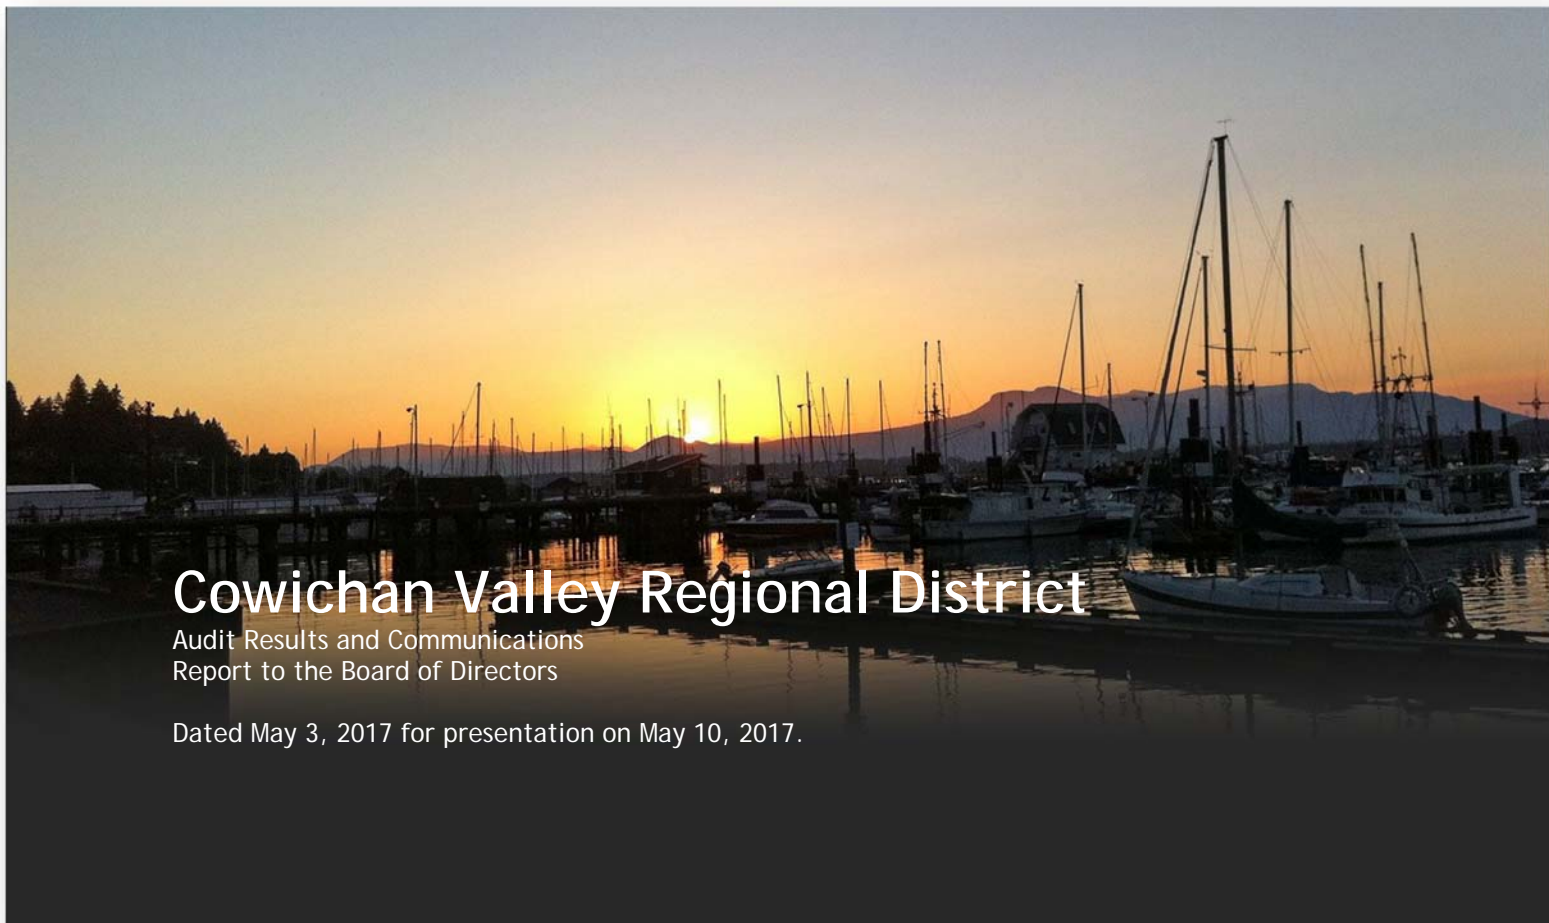 Cowichan Valley Regional District
Audit Results and Communications
Report to the Board of Directors
Dated May 3, 2017 for presentation on May 10, 2017.